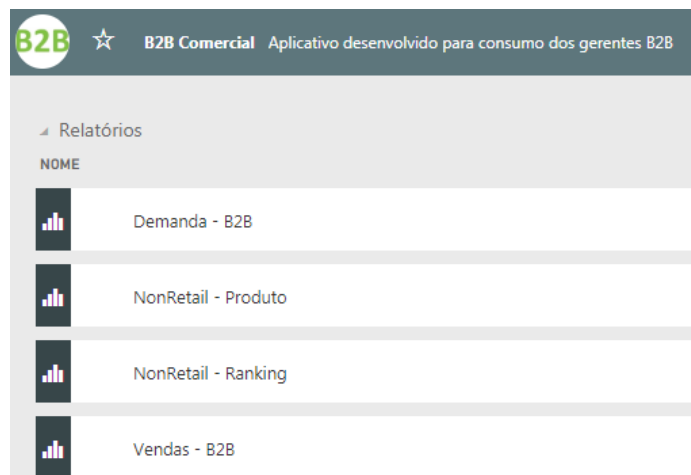 B2B
B2B Comercial Aplicativo desenvolvido para consumo dos gerentes B2B
Relatórios
NOME
Demanda - B2B
NonRetail - Produto
NonRetail - Ranking
Vendas - B2B